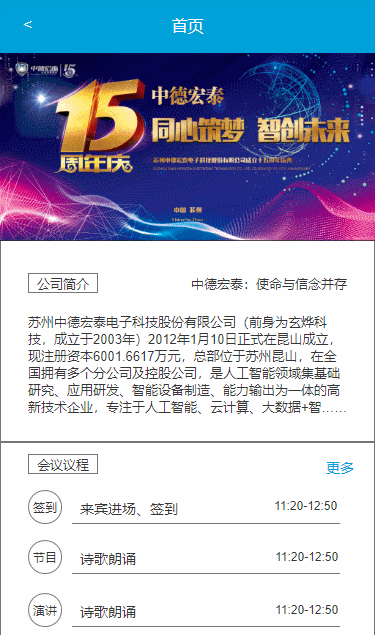 <
首页
中德宏泰
15
中德宏泰
同心筑梦 智创未来
周年庆
苏州中德宏泰电子科技股份有限公司成立十五周年庆典
中国 苏州
公司简介
中德宏泰：使命与信念并存
苏州中德宏泰电子科技股份有限公司（前身为玄烨科
技，成立于2003年）2012年1月10日正式在昆山成立，
现注册资本6001.6617万元，总部位于苏州昆山，在全
国拥有多个分公司及控股公司，是人工智能领域集基础
研究、应用研发、智能设备制造、能力输出为一体的高
新技术企业，专注于人工智能、云计算、大数据+智……
会议议程
更多
签到 来宾进场、签到 11:20-12:50
节目 诗歌朗诵 11:20-12:50
演讲 诗歌朗诵 11:20-12:50